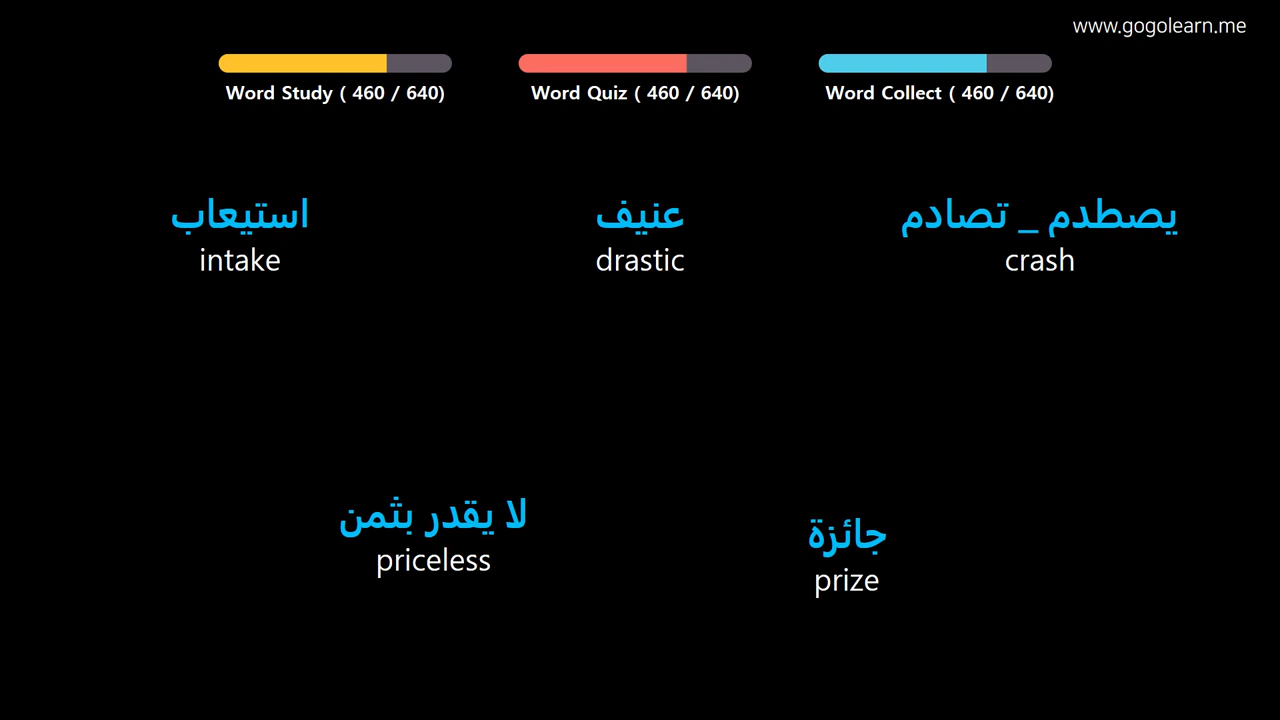 www.gogolearn.me
Word Study ( 460 / 640)
Word Quiz ( 460 / 640)
Word Collect ( 460 / 640)
استيعاب
intake
عنيف
drastic
يصطدم _ تصادم
crash
لا يقدر بثمن
priceless
جائزة
prize